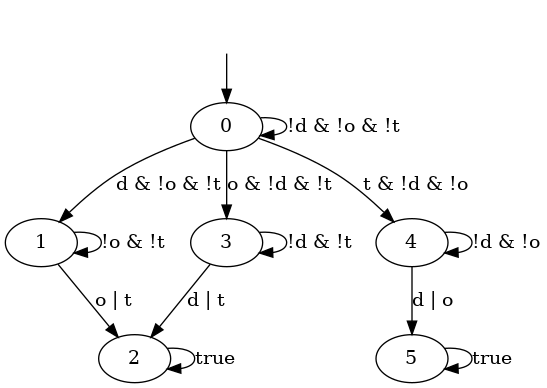 0
!d & !o & !t
d & !o & !t
o & !d & !t
t & !d & !o
1
!o & !t
3
!d & !t
4
!d & !o
o | t
d | t
d | o
2
true
5
true